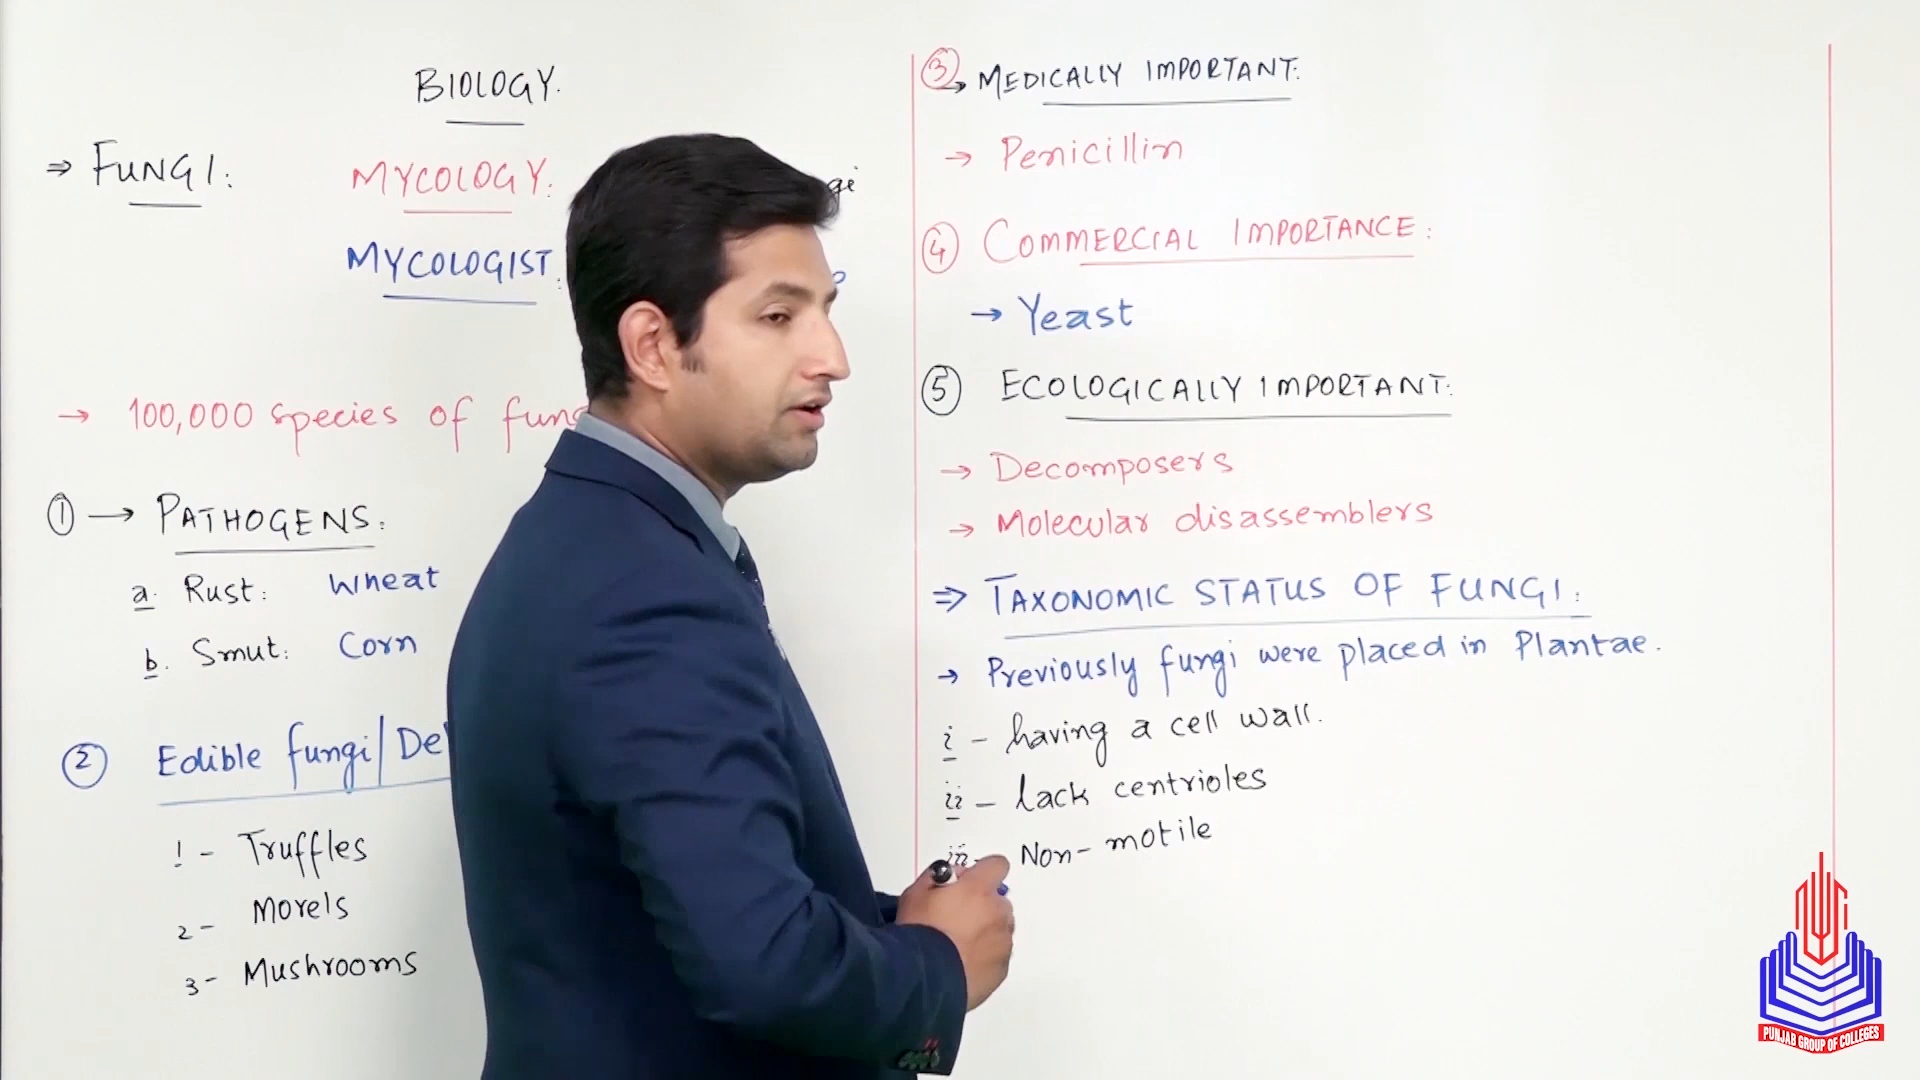 BIOLOGY.
⇒ FUNGI:
MYCOLOGY:
MYCOLOGIST:
→ 100,000 species of
① → PATHOGENS:
a. Rust: Wheat
b. Smut: Corn
② Edible fungi/
1- Truffles
2- Morels
3- Mushrooms
③ → MEDICALLY IMPORTANT:
→ Penicillin
④ COMMERCIAL IMPORTANCE:
→ Yeast
⑤ ECOLOGICALLY IMPORTANT:
→ Decomposers
→ Molecular disassemblers
⇒ TAXONOMIC STATUS OF FUNGI:
→ Previously fungi were placed in Plantae.
i - having a cell wall.
ii - lack centrioles
iii - Non-motile
PUNJAB GROUP OF COLLEGES